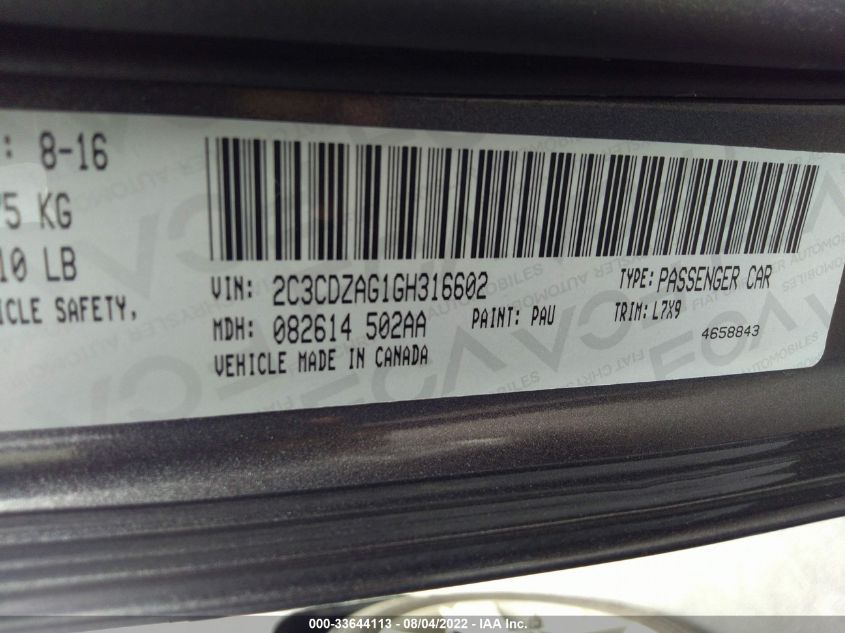 : 8-16
75 KG
10 LB
ICLE SAFETY,
VIN: 2C3CDZAG1GH316602
TYPE: PASSENGER CAR
MDH: 082614 502AA
PAINT: PAU
TRIM: L7X9
VEHICLE MADE IN CANADA
4658843
000-33644113 - 08/04/2022 - IAA Inc.